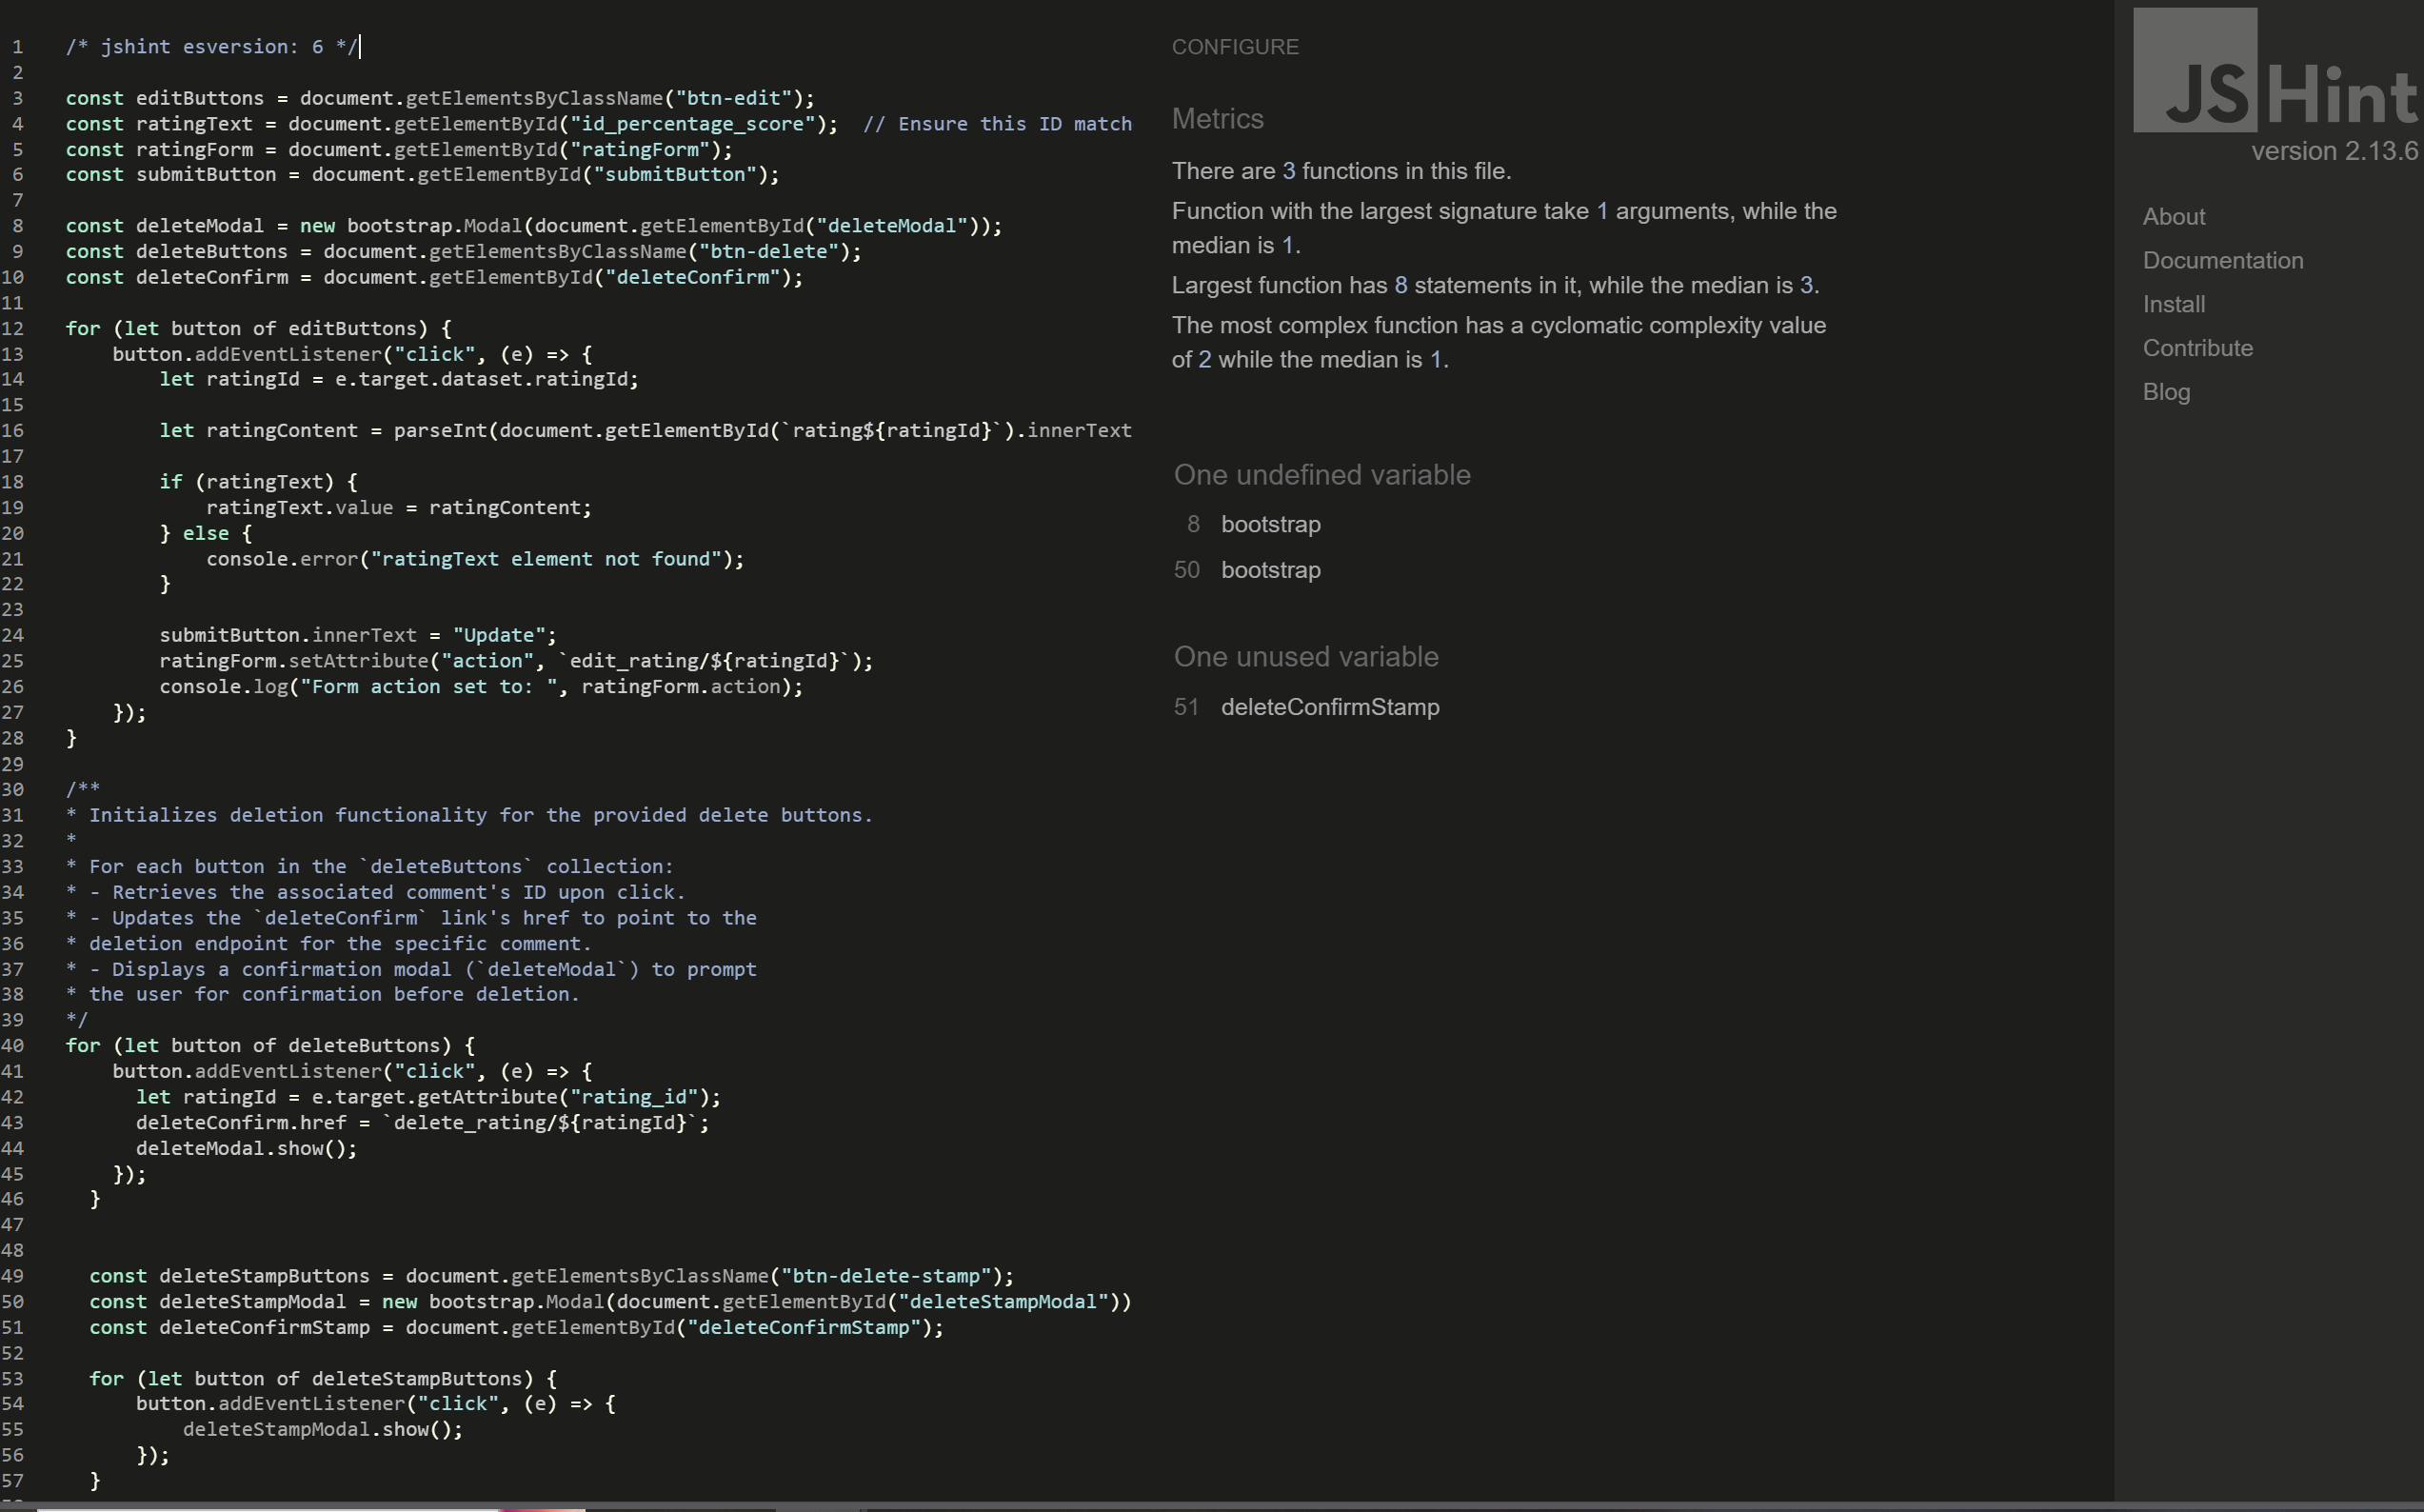 1 /* jshint esversion: 6 */
2
3 const editButtons = document.getElementsByClassName("btn-edit");
4 const ratingText = document.getElementById("id_percentage_score");  // Ensure this ID match
5 const ratingForm = document.getElementById("ratingForm");
6 const submitButton = document.getElementById("submitButton");
7
8 const deleteModal = new bootstrap.Modal(document.getElementById("deleteModal"));
9 const deleteButtons = document.getElementsByClassName("btn-delete");
10 const deleteConfirm = document.getElementById("deleteConfirm");
11
12 for (let button of editButtons) {
13     button.addEventListener("click", (e) => {
14         let ratingId = e.target.dataset.ratingId;
15
16         let ratingContent = parseInt(document.getElementById(`rating${ratingId}`).innerText
17
18         if (ratingText) {
19             ratingText.value = ratingContent;
20         } else {
21             console.error("ratingText element not found");
22         }
23
24         submitButton.innerText = "Update";
25         ratingForm.setAttribute("action", `edit_rating/${ratingId}`);
26         console.log("Form action set to: ", ratingForm.action);
27     });
28 }
29
30 /**
31 * Initializes deletion functionality for the provided delete buttons.
32 *
33 * For each button in the `deleteButtons` collection:
34 * - Retrieves the associated comment's ID upon click.
35 * - Updates the `deleteConfirm` link's href to point to the
36 * deletion endpoint for the specific comment.
37 * - Displays a confirmation modal (`deleteModal`) to prompt
38 * the user for confirmation before deletion.
39 */
40 for (let button of deleteButtons) {
41     button.addEventListener("click", (e) => {
42       let ratingId = e.target.getAttribute("rating_id");
43       deleteConfirm.href = `delete_rating/${ratingId}`;
44       deleteModal.show();
45     });
46   }
47
48
49   const deleteStampButtons = document.getElementsByClassName("btn-delete-stamp");
50   const deleteStampModal = new bootstrap.Modal(document.getElementById("deleteStampModal"))
51   const deleteConfirmStamp = document.getElementById("deleteConfirmStamp");
52
53   for (let button of deleteStampButtons) {
54       button.addEventListener("click", (e) => {
55           deleteStampModal.show();
56       });
57   }
CONFIGURE
Metrics
There are 3 functions in this file.
Function with the largest signature take 1 arguments, while the
median is 1.
Largest function has 8 statements in it, while the median is 3.
The most complex function has a cyclomatic complexity value
of 2 while the median is 1.
One undefined variable
8 bootstrap
50 bootstrap
One unused variable
51 deleteConfirmStamp
JSHint
version 2.13.6
About
Documentation
Install
Contribute
Blog